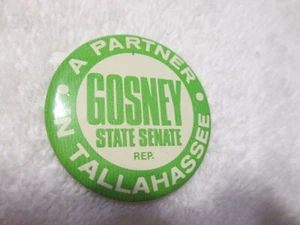 • A PARTNER •
GOSNEY
STATE SENATE
REP.
IN TALLAHASSEE